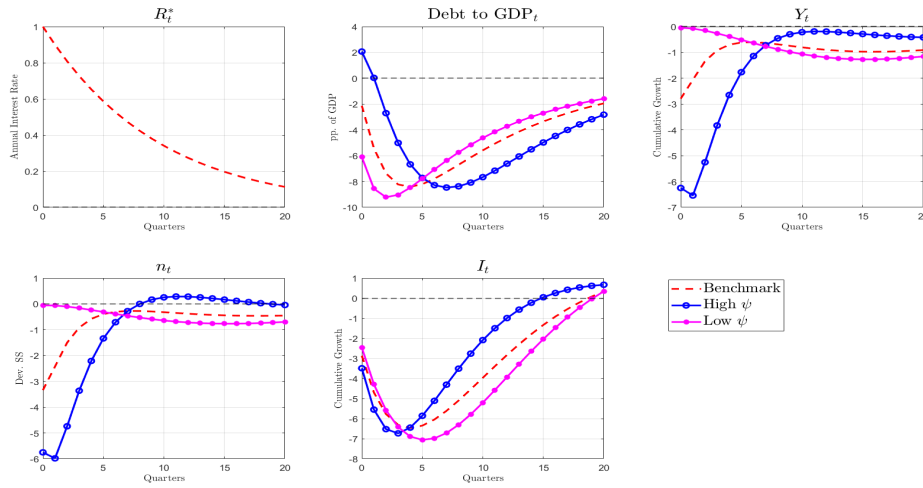 R*t
Annual Interest Rate
1
0.8
0.6
0.4
0.2
0
0 5 10 15 20
Quarters
Debt to GDPt
pp. of GDP
4
2
0
-2
-4
-6
-8
-10
0 5 10 15 20
Quarters
Yt
Cumulative Growth
0
-1
-2
-3
-4
-5
-6
-7
0 5 10 15 20
Quarters
nt
Dev. SS
1
0
-1
-2
-3
-4
-5
-6
0 5 10 15 20
Quarters
It
Cumulative Growth
1
0
-1
-2
-3
-4
-5
-6
-7
-8
0 5 10 15 20
Quarters
Benchmark
High ψ
Low ψ